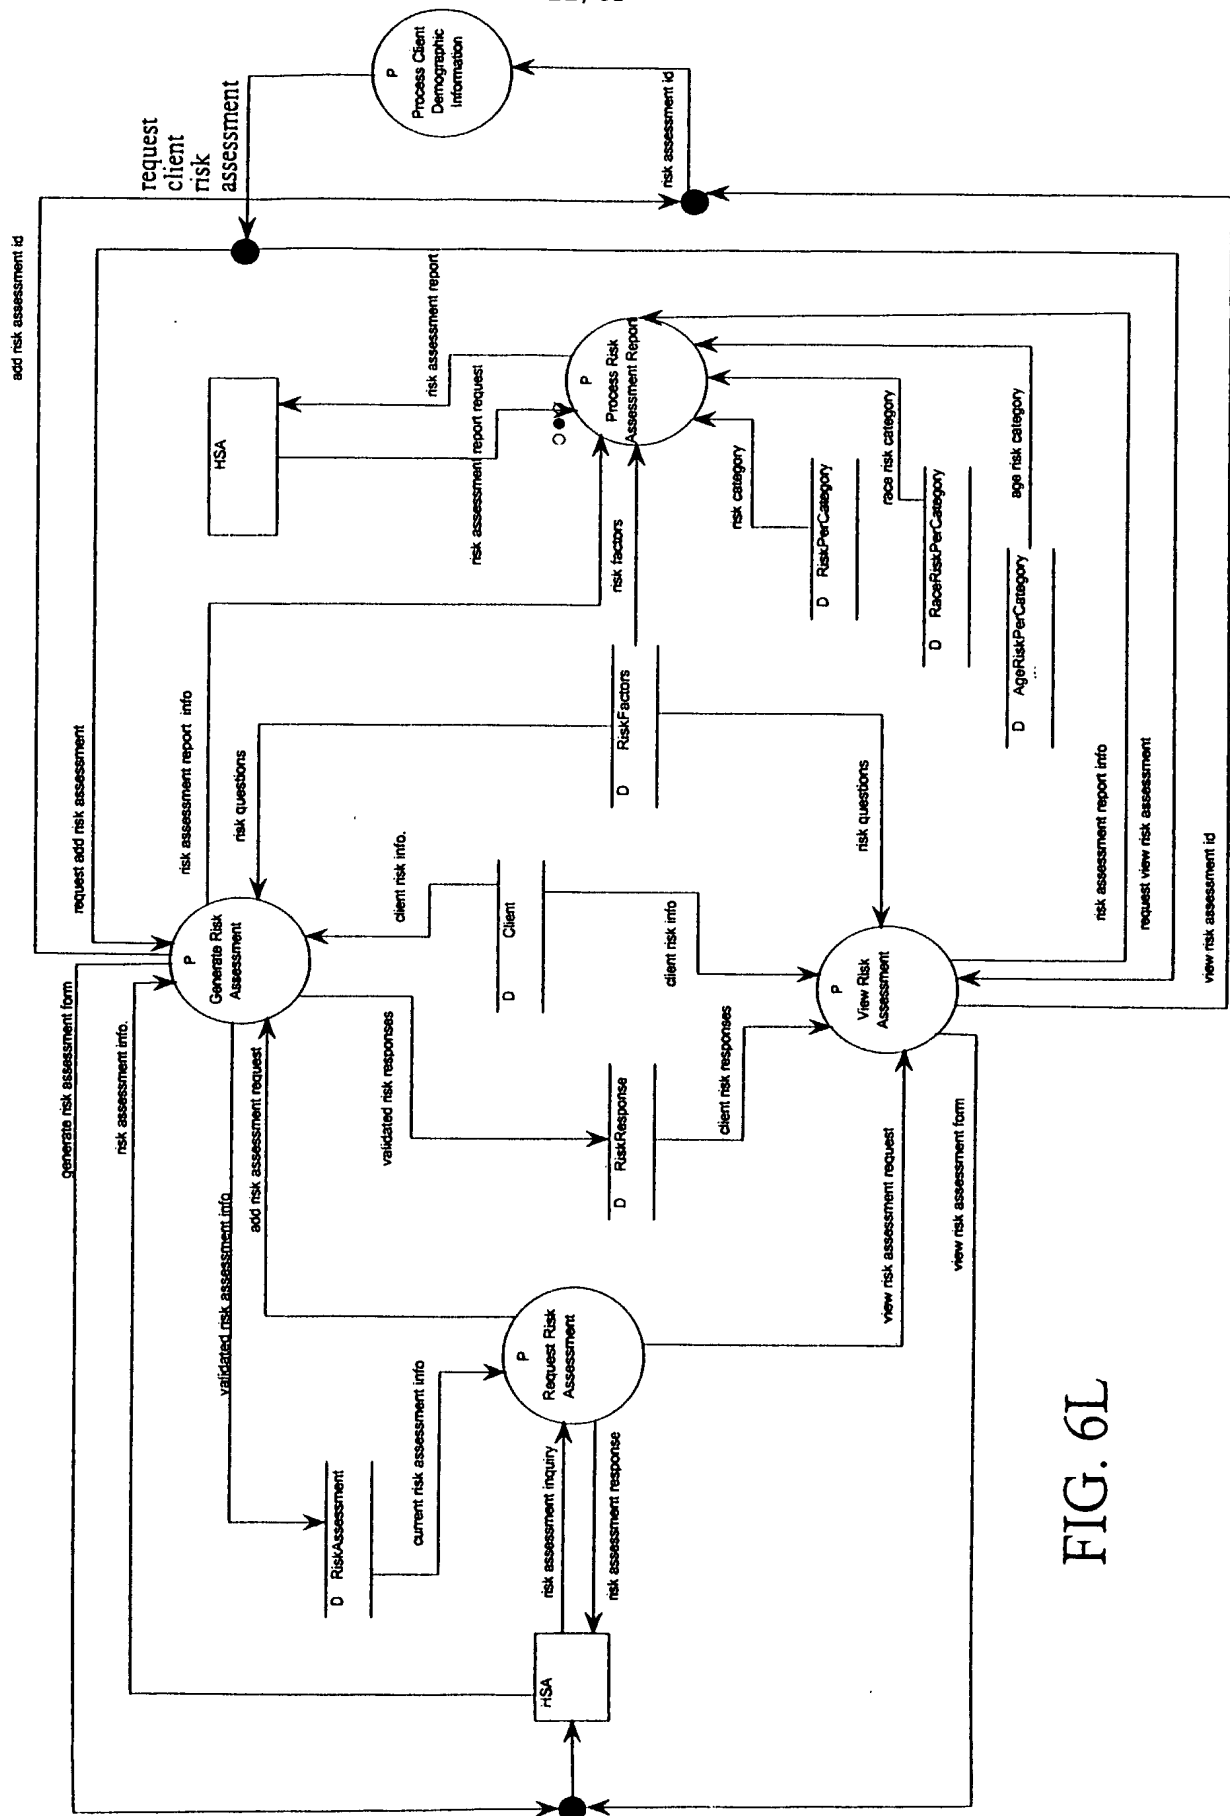 add risk assessment id
request
client
risk
assessment
P
Process Client
Demographic
Information
request add risk assessment
risk assessment id
generate risk assessment form
risk assessment info.
risk assessment report info
HSA
risk assessment report
risk assessment report request
P
Generate Risk
Assessment
risk questions
risk factors
P
Process Risk
Assessment Report
validated risk assessment info
add risk assessment request
validated risk responses
client risk info.
D Client
D RiskFactors
risk category
D RiskPerCategory
race risk category
D RaceRiskPerCategory
age risk category
D AgeRiskPerCategory
D RiskAssessment
current risk assessment info
P
Request Risk
Assessment
D RiskResponse
client risk responses
client risk info
risk questions
P
View Risk
Assessment
risk assessment report info
request view risk assessment
view risk assessment id
HSA
risk assessment inquiry
risk assessment response
view risk assessment request
view risk assessment form
FIG. 6L